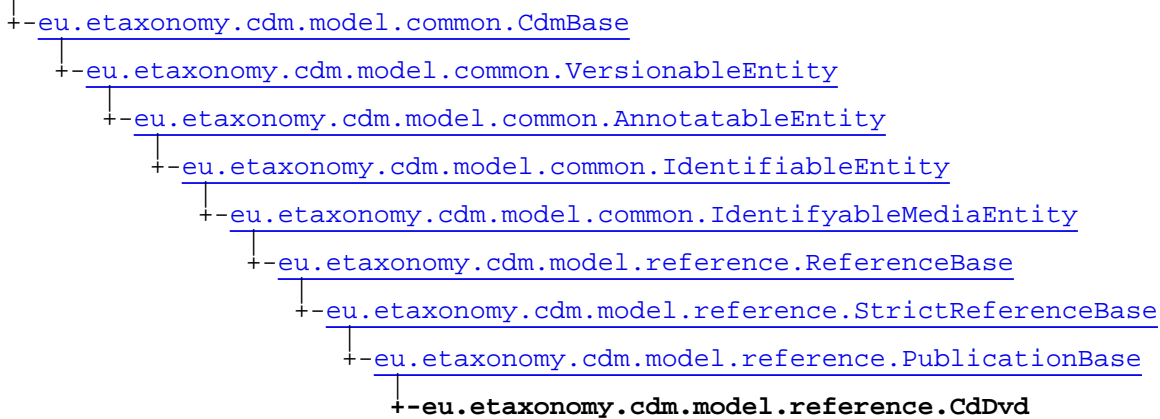 +-eu.etaxonomy.cdm.model.common.CdmBase
+-eu.etaxonomy.cdm.model.common.VersionableEntity
+-eu.etaxonomy.cdm.model.common.AnnotatableEntity
+-eu.etaxonomy.cdm.model.common.IdentifiableEntity
+-eu.etaxonomy.cdm.model.common.IdentifyableMediaEntity
+-eu.etaxonomy.cdm.model.reference.ReferenceBase
+-eu.etaxonomy.cdm.model.reference.StrictReferenceBase
+-eu.etaxonomy.cdm.model.reference.PublicationBase
+-eu.etaxonomy.cdm.model.reference.CdDvd